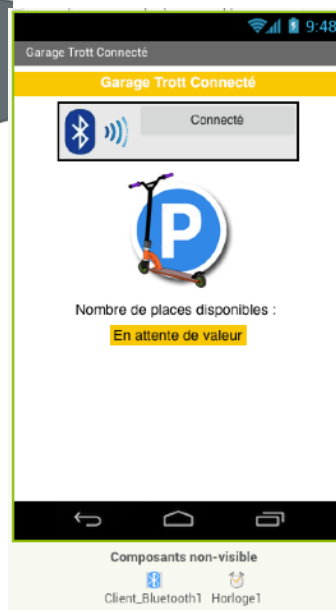 9:48
Garage Trott Connecté
Garage Trott Connecté
Connecté
P
Nombre de places disponibles :
En attente de valeur
Composants non-visible
Client_Bluetooth1 Horloge1